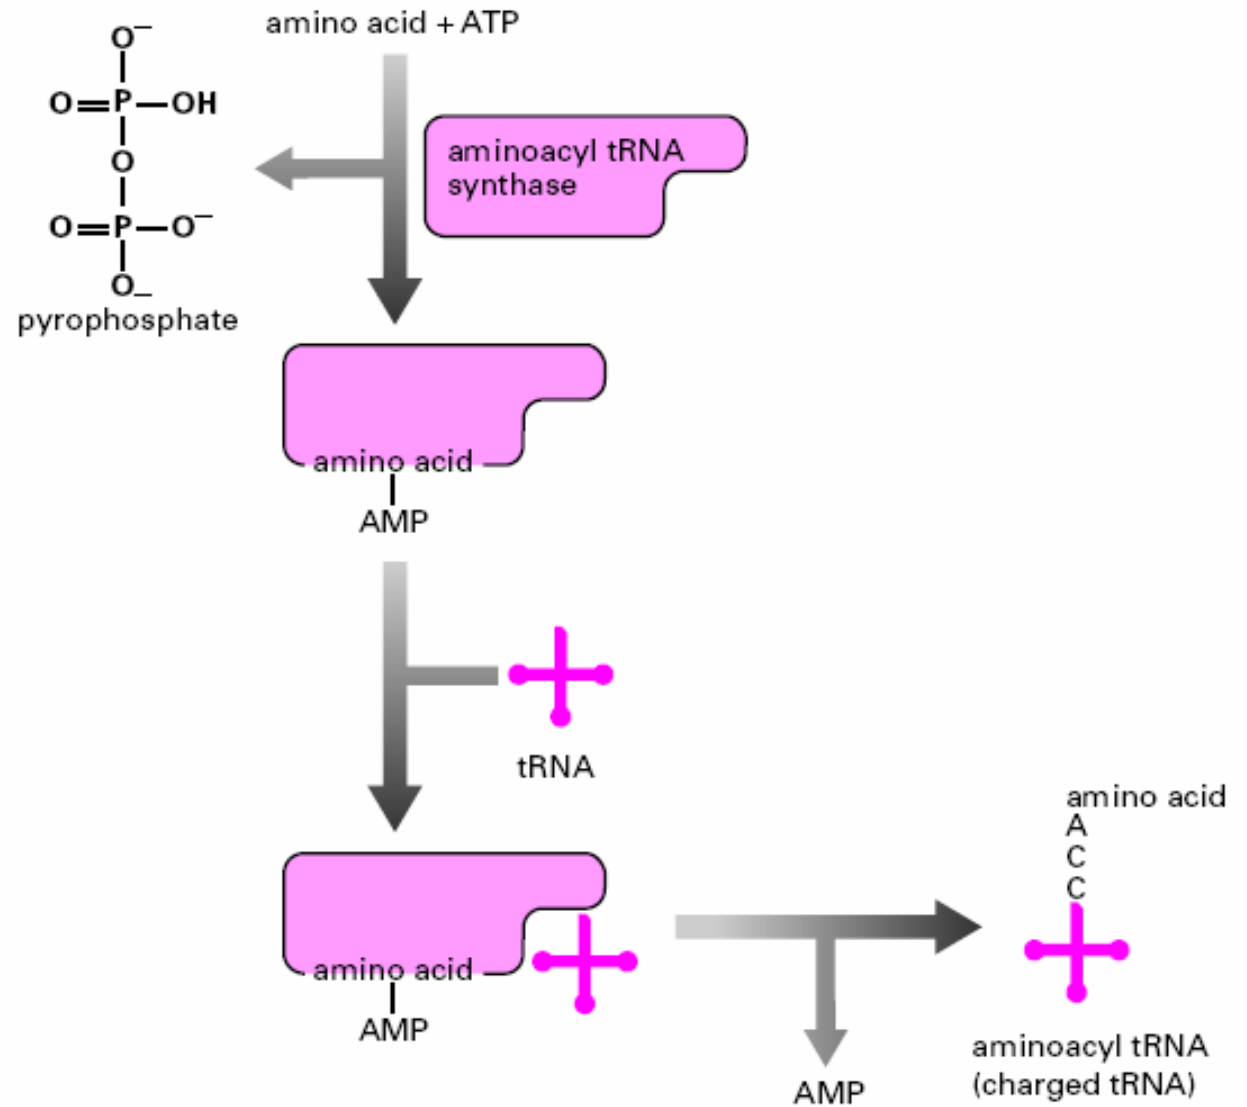 amino acid + ATP
O⁻
O=P—OH
O
O=P—O⁻
O_
pyrophosphate
aminoacyl tRNA
synthase
amino acid
AMP
tRNA
amino acid
AMP
AMP
amino acid
A
C
C
aminoacyl tRNA
(charged tRNA)